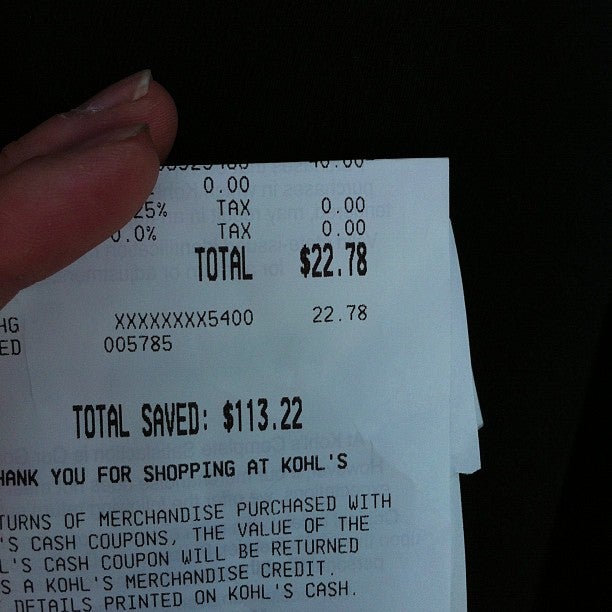 0.00
25% TAX 0.00
0.0% TAX 0.00
TOTAL $22.78
HG XXXXXXXX5400 22.78
ED 005785
TOTAL SAVED: $113.22
HANK YOU FOR SHOPPING AT KOHL'S
TURNS OF MERCHANDISE PURCHASED WITH
'S CASH COUPONS, THE VALUE OF THE
L'S CASH COUPON WILL BE RETURNED
S A KOHL'S MERCHANDISE CREDIT.
DETAILS PRINTED ON KOHL'S CASH.